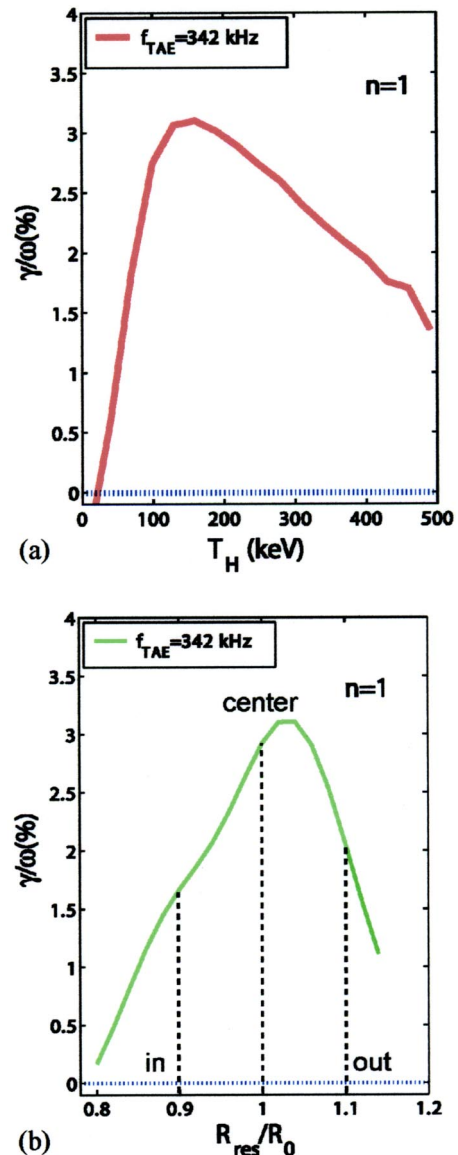 f_TAE=342 kHz
n=1
4
3.5
3
2.5
2
1.5
1
0.5
0
γ/ω(%)
0 100 200 300 400 500
(a)
T_H (keV)
f_TAE=342 kHz
n=1
center
4
3.5
3
2.5
2
1.5
1
0.5
0
γ/ω(%)
in
out
0.8 0.9 1 1.1 1.2
(b)
R_res/R_0